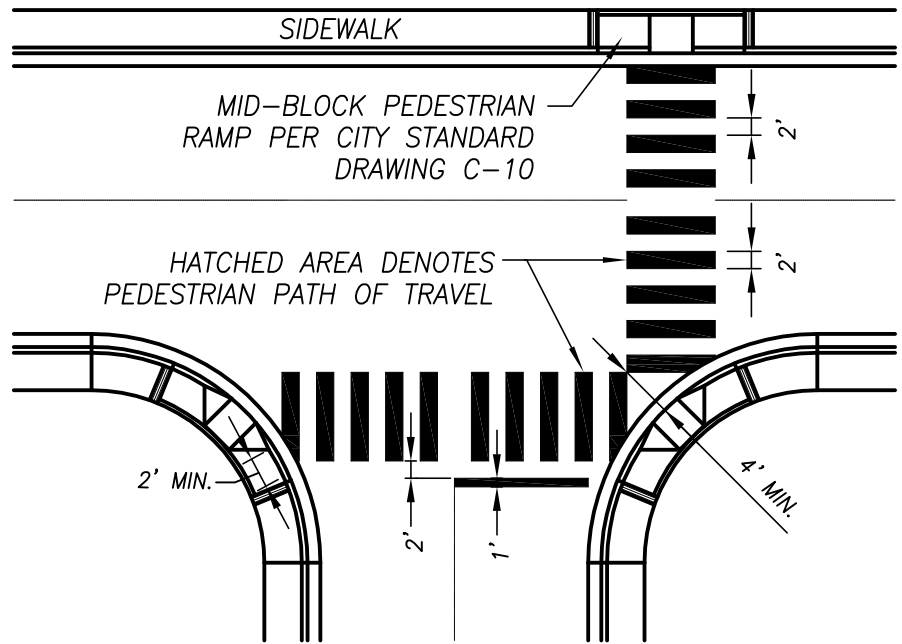 SIDEWALK
MID-BLOCK PEDESTRIAN
RAMP PER CITY STANDARD
DRAWING C-10
2'
HATCHED AREA DENOTES
PEDESTRIAN PATH OF TRAVEL
2'
2' MIN.
4' MIN.
2'
1'